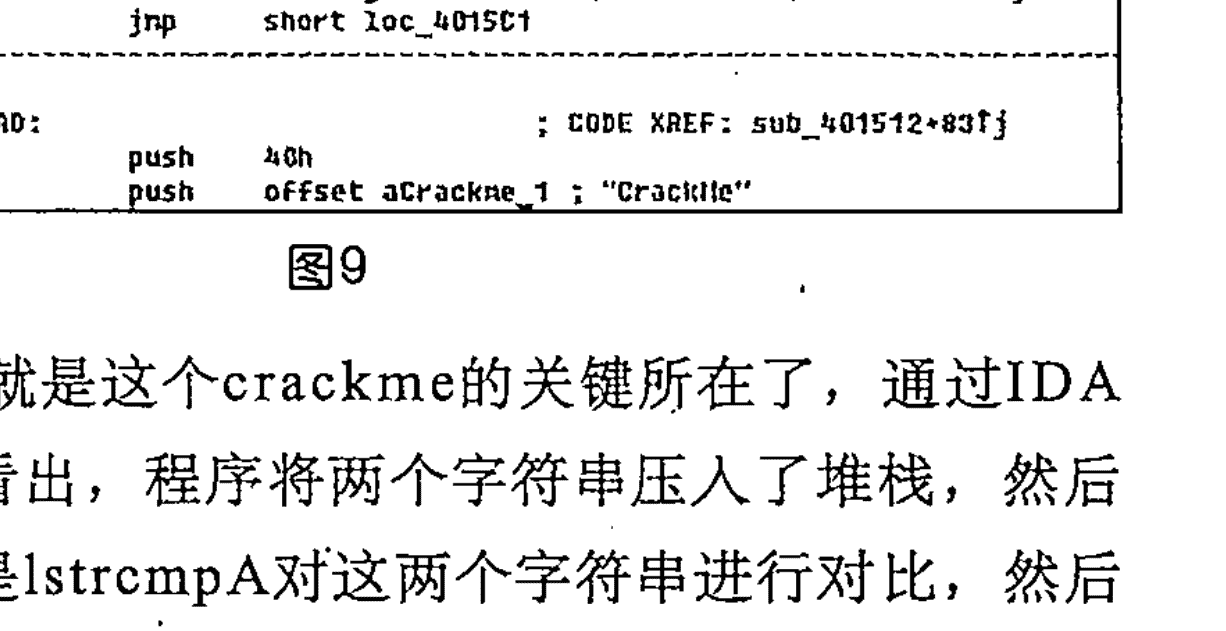 jmp short loc_4015C1
AD: ; CODE XREF: sub_401512+83↑j
push 40h
push offset aCrackme_1 ; "CrackMe"
图9
就是这个crackme的关键所在了，通过IDA
看出，程序将两个字符串压入了堆栈，然后
是lstrcmpA对这两个字符串进行对比，然后